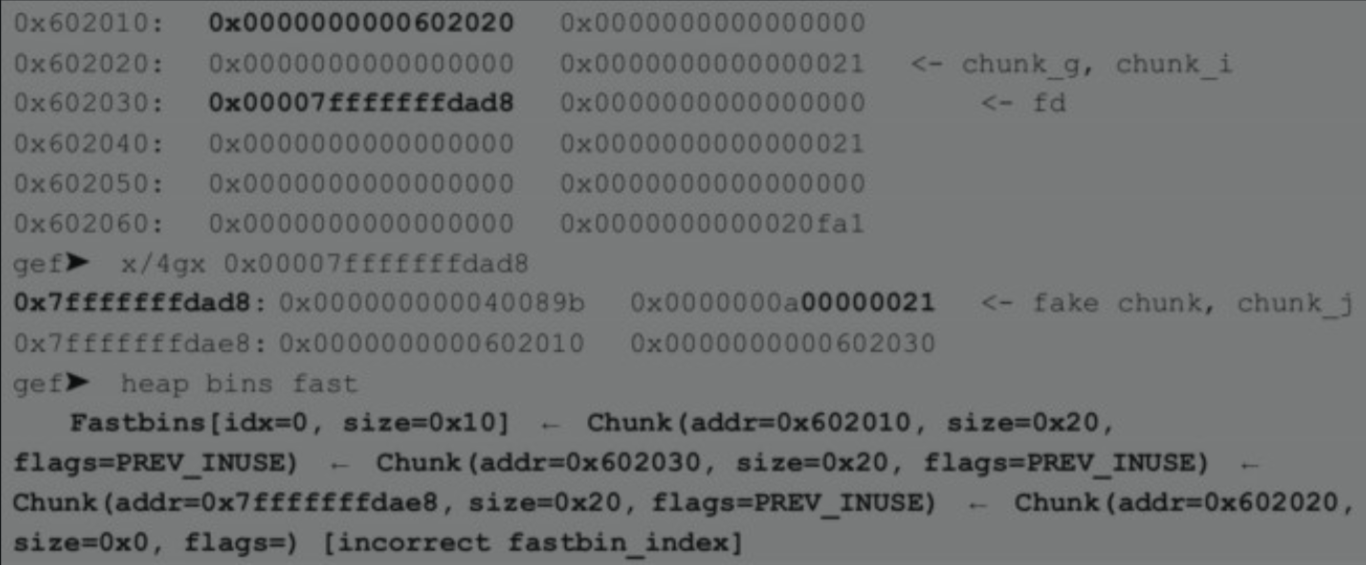 0x602010: 0x0000000000602020 0x0000000000000000
0x602020: 0x0000000000000000 0x0000000000000021 <- chunk_g, chunk_i
0x602030: 0x00007fffffffdad8 0x0000000000000000 <- fd
0x602040: 0x0000000000000000 0x0000000000000021
0x602050: 0x0000000000000000 0x0000000000000000
0x602060: 0x0000000000000000 0x0000000000020fa1
gef➤ x/4gx 0x00007fffffffdad8
0x7fffffffdad8: 0x000000000040089b 0x0000000a00000021 <- fake chunk, chunk_j
0x7fffffffdae8: 0x0000000000602010 0x0000000000602030
gef➤ heap bins fast
Fastbins[idx=0, size=0x10] ← Chunk(addr=0x602010, size=0x20,
flags=PREV_INUSE) ← Chunk(addr=0x602030, size=0x20, flags=PREV_INUSE) ←
Chunk(addr=0x7fffffffdae8, size=0x20, flags=PREV_INUSE) ← Chunk(addr=0x602020,
size=0x0, flags=) [incorrect fastbin_index]